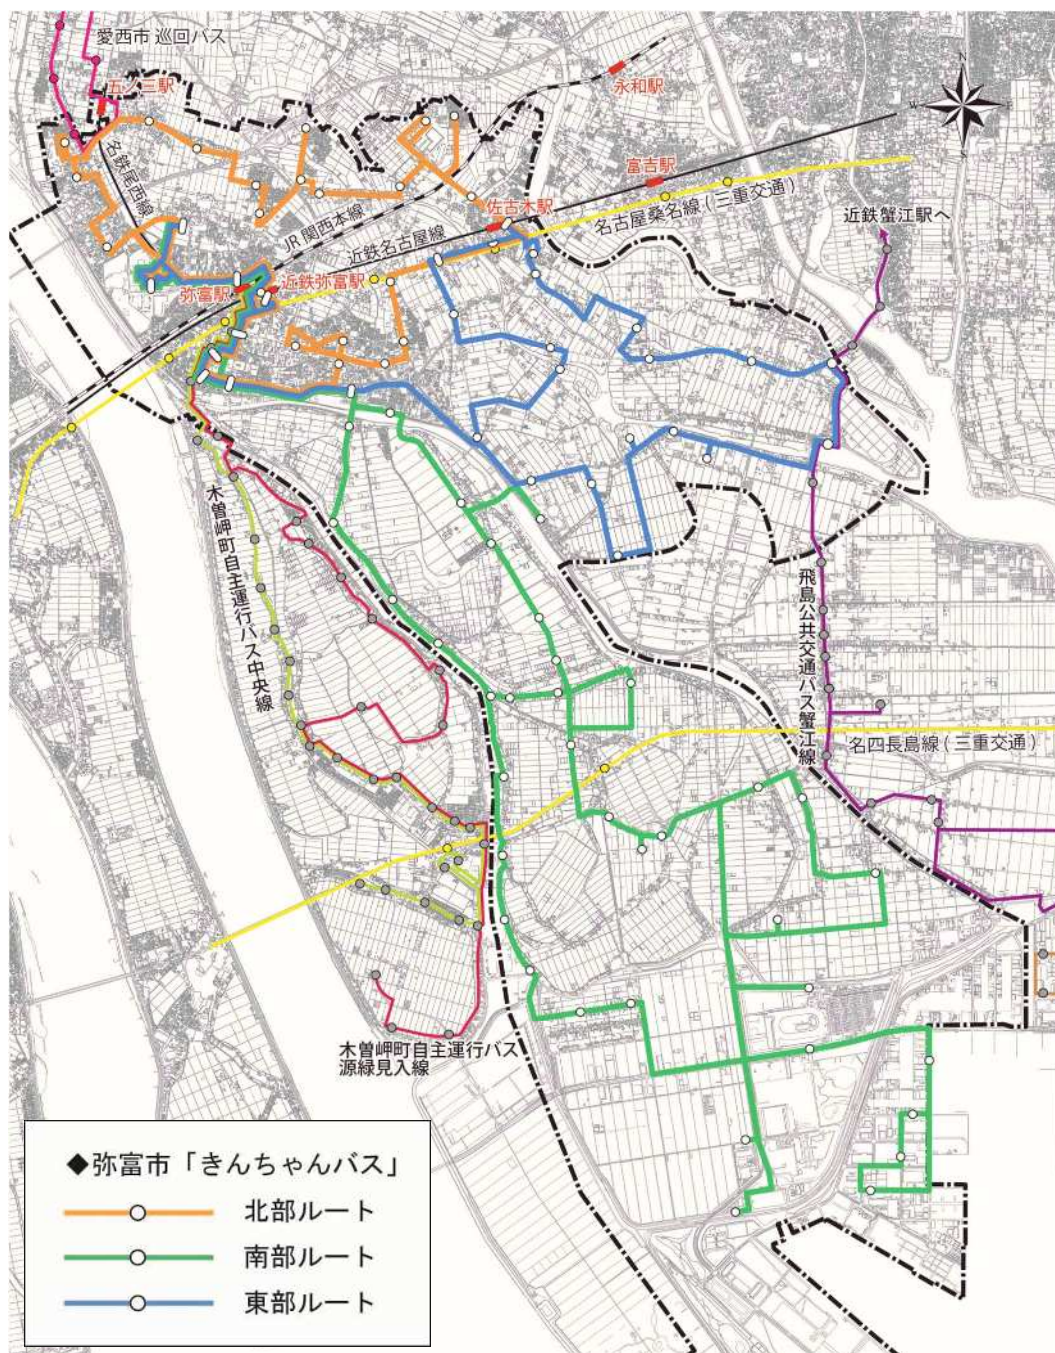 愛西市 巡回バス
五ノ三駅
永和駅
名鉄尾西線
富吉駅
JR関西本線
佐古木駅
名古屋桑名線(三重交通)
近鉄名古屋線
近鉄蟹江駅へ
弥富駅
近鉄弥富駅
N
W
E
木曽岬町自主運行バス中央線
飛島公共交通バス蟹江線
名四長島線(三重交通)
木曽岬町自主運行バス
源緑見入線
◆弥富市「きんちゃんバス」
北部ルート
南部ルート
東部ルート